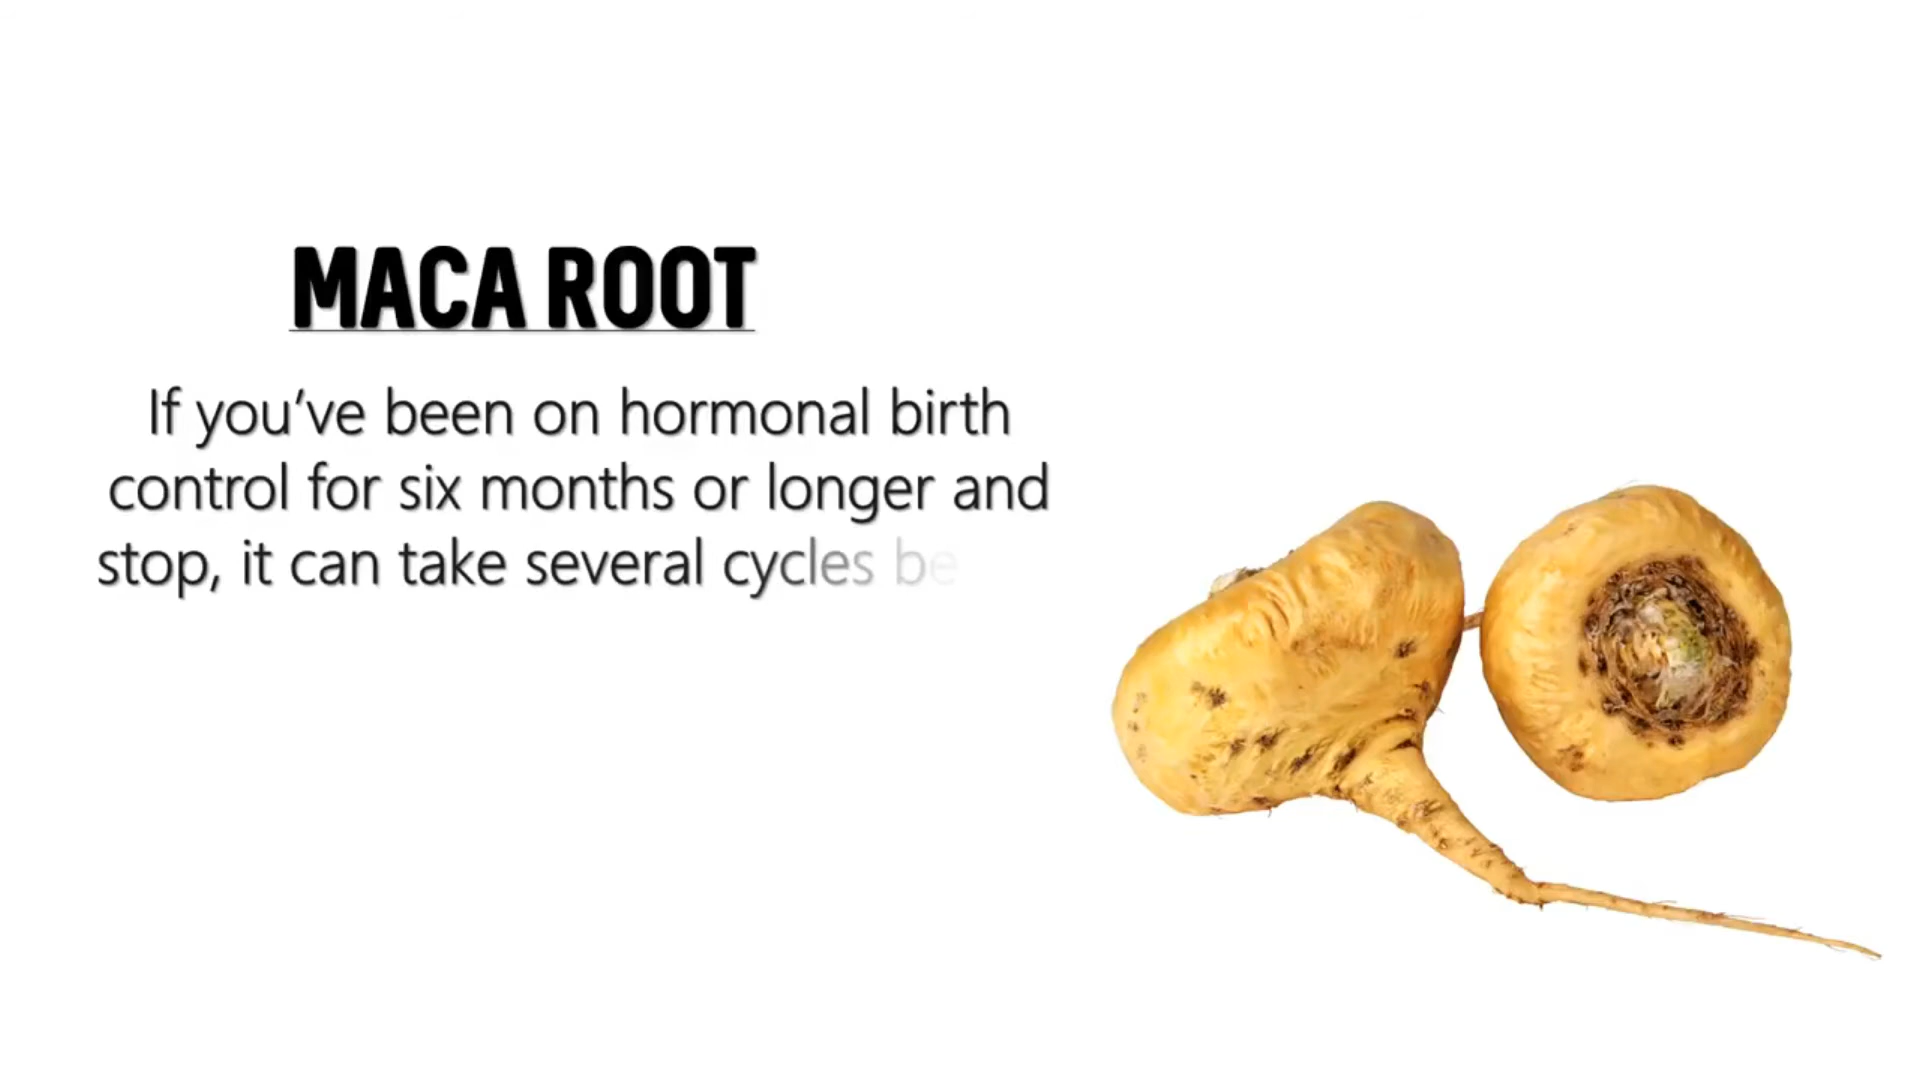 MACA ROOT
If you've been on hormonal birth
control for six months or longer and
stop, it can take several cycles be